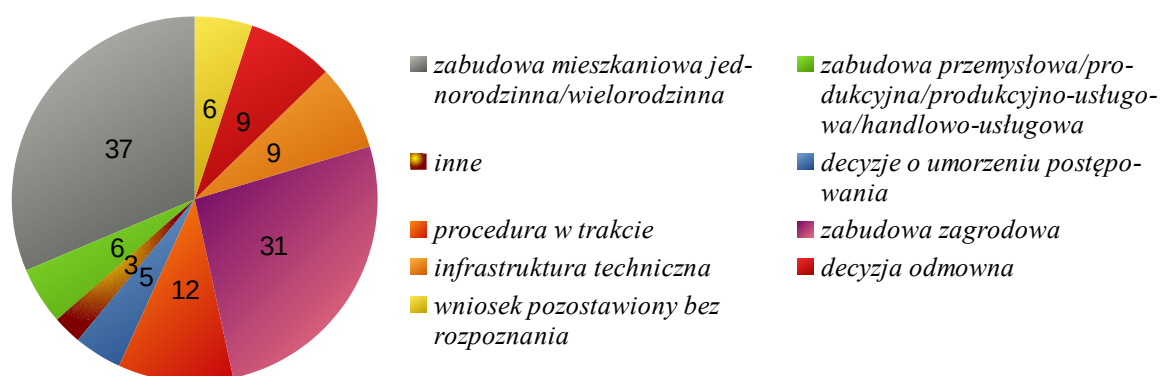 37
6
9
9
31
12
5
3
6
zabudowa mieszkaniowa jed-
norodzinna/wielorodzinna
zabudowa przemysłowa/pro-
dukcyjna/produkcyjno-usługo-
wa/handlowo-usługowa
inne
decyzje o umorzeniu postępo-
wania
procedura w trakcie
zabudowa zagrodowa
infrastruktura techniczna
decyzja odmowna
wniosek pozostawiony bez
rozpoznania